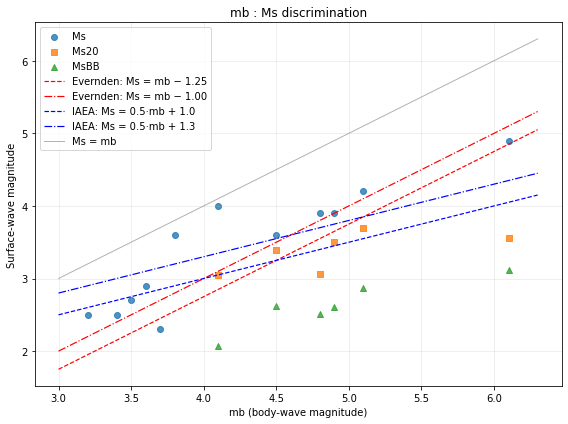 mb : Ms discrimination
Ms
Ms20
MsBB
Evernden: Ms = mb − 1.25
Evernden: Ms = mb − 1.00
IAEA: Ms = 0.5·mb + 1.0
IAEA: Ms = 0.5·mb + 1.3
Ms = mb
Surface-wave magnitude
6
5
4
3
2
3.0 3.5 4.0 4.5 5.0 5.5 6.0
mb (body-wave magnitude)